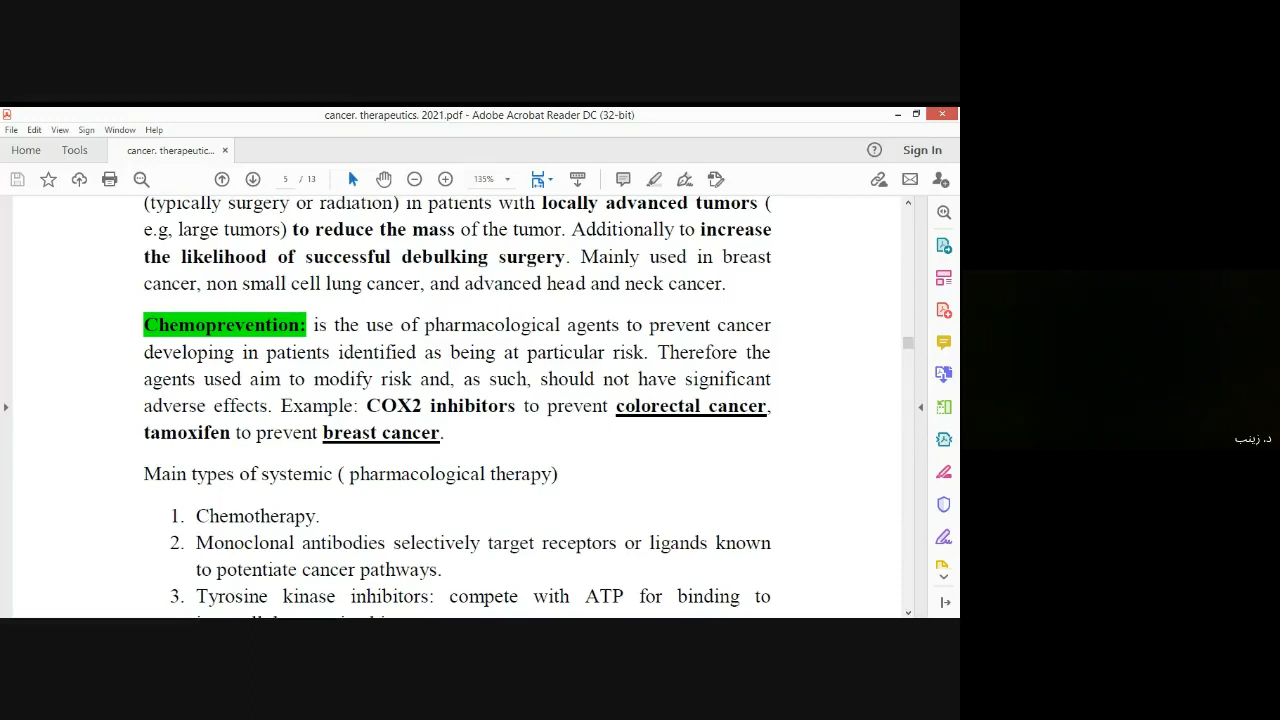 cancer. therapeutics. 2021.pdf - Adobe Acrobat Reader DC (32-bit)
File Edit View Sign Window Help
Home Tools cancer. therapeutic... × Sign In
5 / 13 135%
(typically surgery or radiation) in patients with locally advanced tumors (
e.g, large tumors) to reduce the mass of the tumor. Additionally to increase
the likelihood of successful debulking surgery. Mainly used in breast
cancer, non small cell lung cancer, and advanced head and neck cancer.
Chemoprevention: is the use of pharmacological agents to prevent cancer
developing in patients identified as being at particular risk. Therefore the
agents used aim to modify risk and, as such, should not have significant
adverse effects. Example: COX2 inhibitors to prevent colorectal cancer,
tamoxifen to prevent breast cancer.
د. زينب
Main types of systemic ( pharmacological therapy)
1. Chemotherapy.
2. Monoclonal antibodies selectively target receptors or ligands known
to potentiate cancer pathways.
3. Tyrosine kinase inhibitors: compete with ATP for binding to